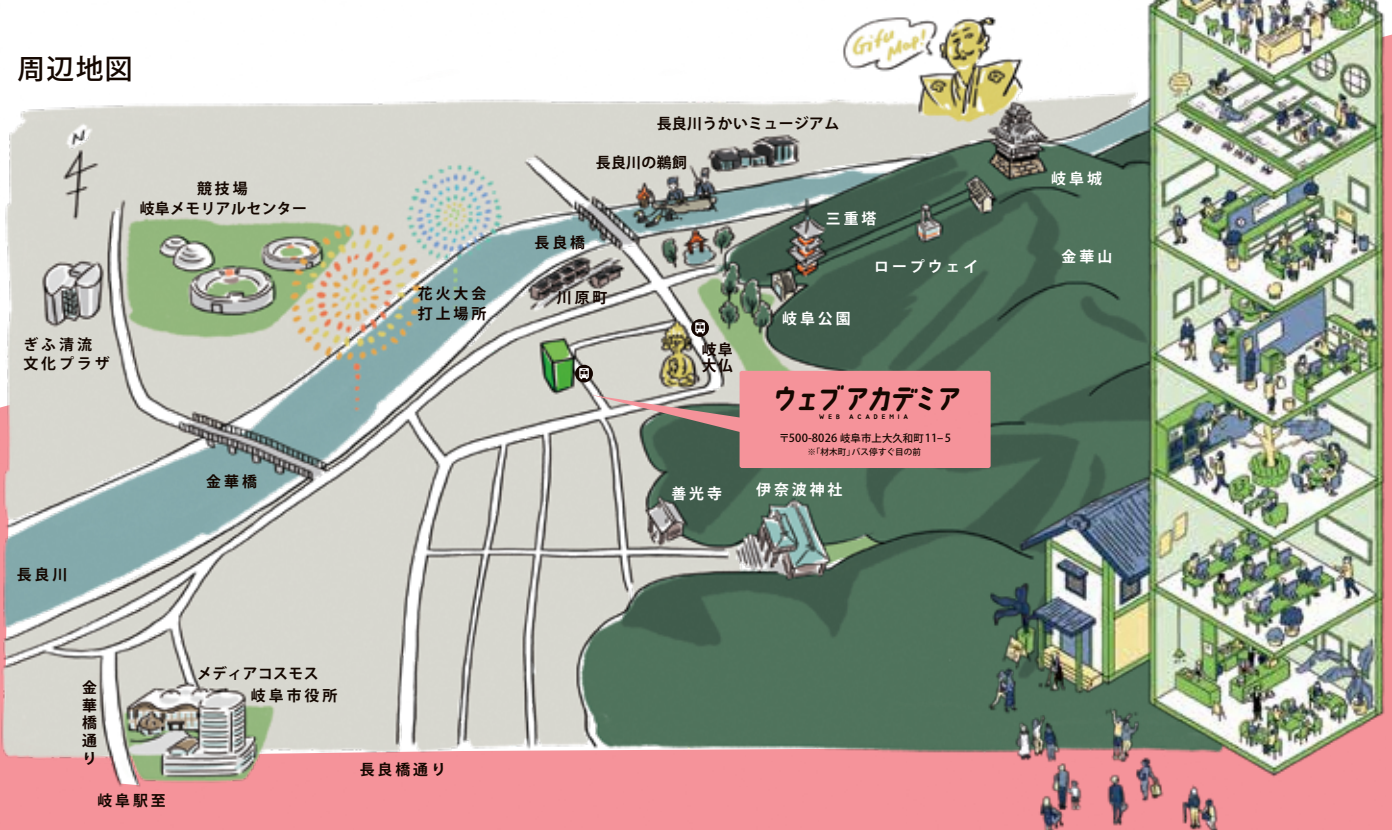 周辺地図
Gifu
Map!
N
長良川うかいミュージアム
長良川の鵜飼
競技場
岐阜メモリアルセンター
岐阜城
三重塔
長良橋
金華山
ロープウェイ
花火大会
打上場所
川原町
岐阜公園
ぎふ清流
文化プラザ
岐阜
大仏
ウェブアカデミア
WEB ACADEMIA
〒500-8026 岐阜市上大久和町11−5
※「材木町」バス停すぐ目の前
金華橋
善光寺
伊奈波神社
長良川
メディアコスモス
岐阜市役所
金華橋通り
長良橋通り
岐阜駅至